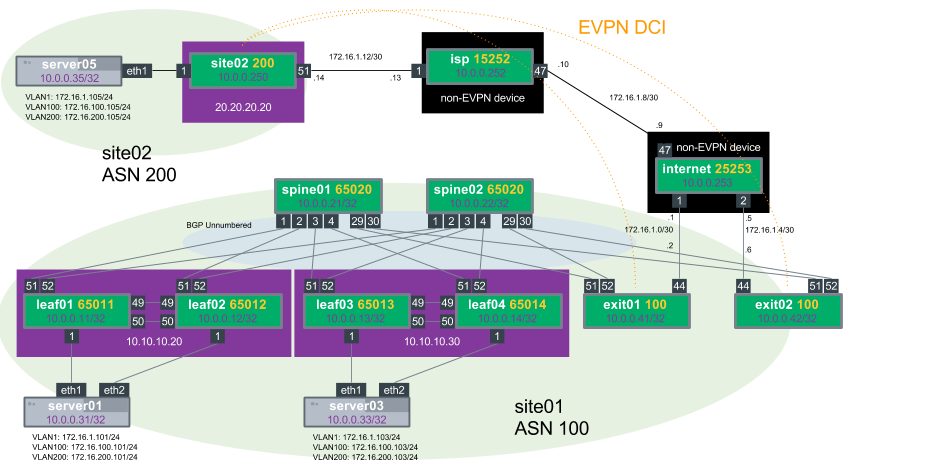 EVPN DCI
server05
10.0.0.35/32
eth1
1
site02 200
10.0.0.250
51
20.20.20.20
172.16.1.12/30
.14
.13
1
isp 15252
10.0.0.252
47
non-EVPN device
.10
172.16.1.8/30
.9
VLAN1: 172.16.1.105/24
VLAN100: 172.16.100.105/24
VLAN200: 172.16.200.105/24
site02
ASN 200
47
non-EVPN device
internet 25253
10.0.0.253
1
2
.1
.5
172.16.1.0/30
172.16.1.4/30
.2
.6
spine01 65020
10.0.0.21/32
1 2 3 4 29 30
spine02 65020
10.0.0.22/32
1 2 3 4 29 30
BGP Unnumbered
51 52
leaf01 65011
10.0.0.11/32
49 49
50 50
51 52
leaf02 65012
10.0.0.12/32
1
1
10.10.10.20
51 52
leaf03 65013
10.0.0.13/32
49 49
50 50
51 52
leaf04 65014
10.0.0.14/32
1
1
10.10.10.30
51 52
44
exit01 100
10.0.0.41/32
44
51 52
exit02 100
10.0.0.42/32
eth1
eth2
server01
10.0.0.31/32
VLAN1: 172.16.1.101/24
VLAN100: 172.16.100.101/24
VLAN200: 172.16.200.101/24
eth1
eth2
server03
10.0.0.33/32
VLAN1: 172.16.1.103/24
VLAN100: 172.16.100.103/24
VLAN200: 172.16.200.103/24
site01
ASN 100